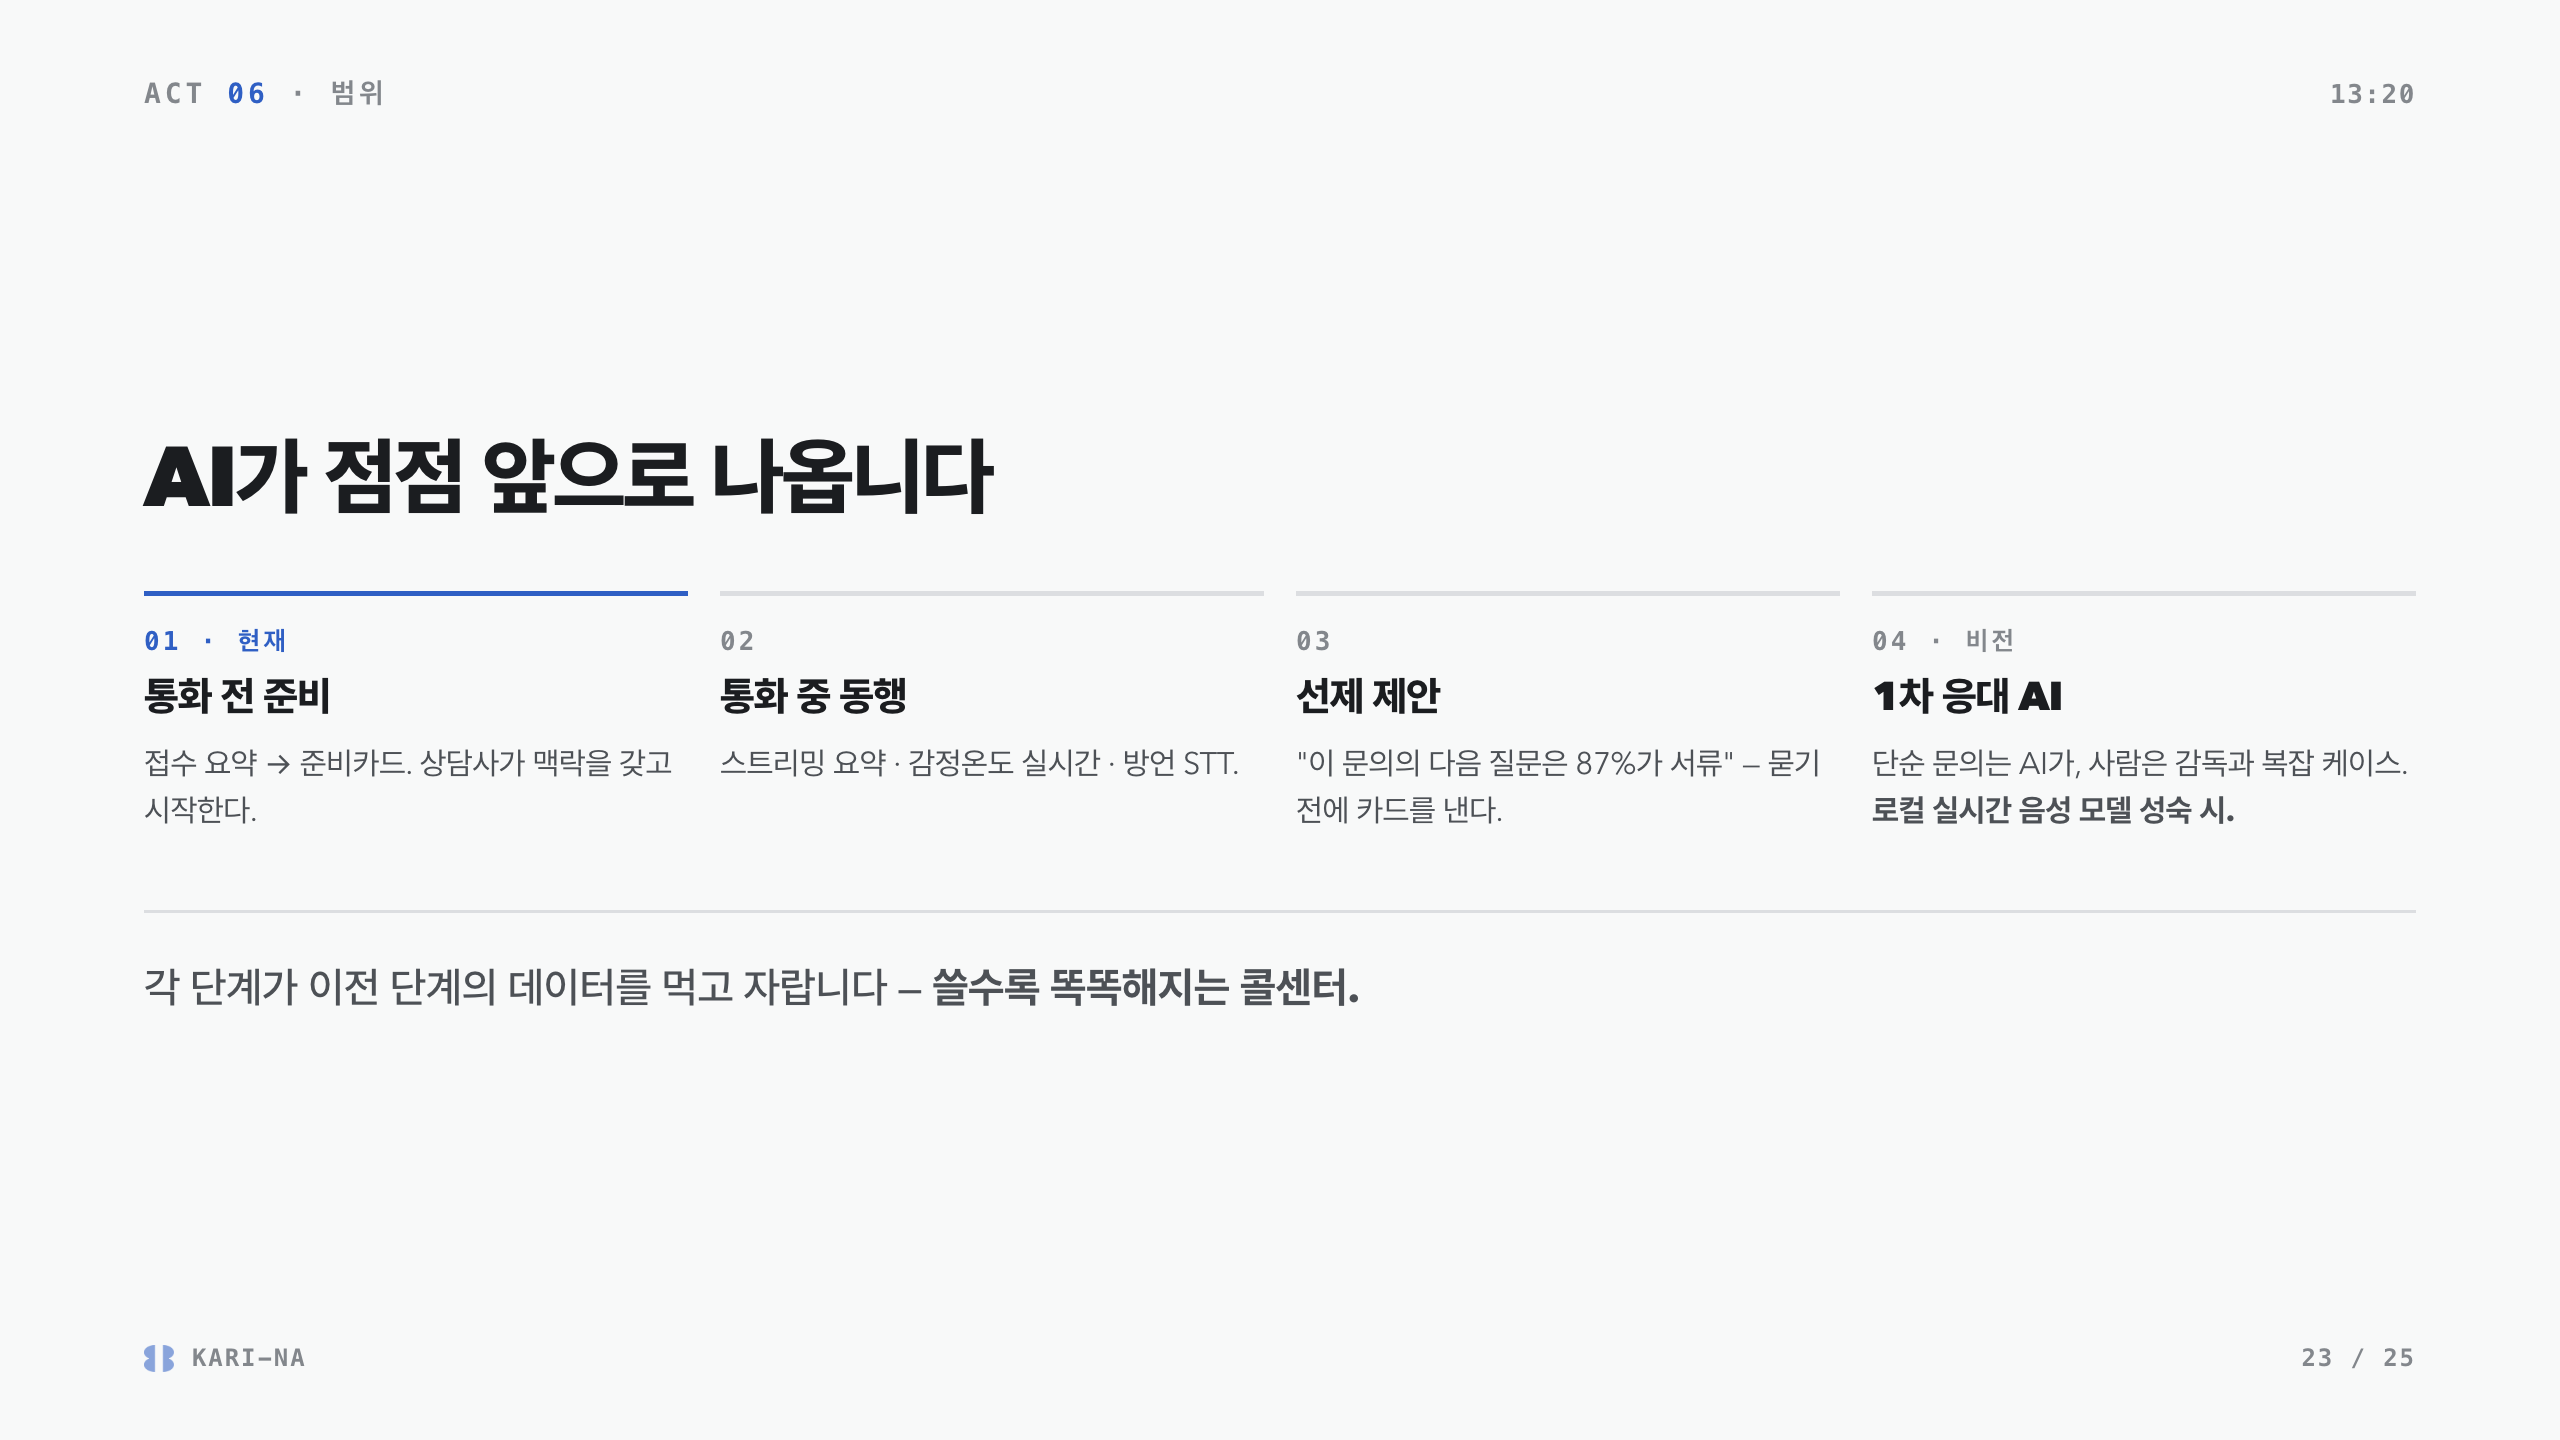 ACT 06 · 범위
13:20
AI가 점점 앞으로 나옵니다
01 · 현재
통화 전 준비
접수 요약 → 준비카드. 상담사가 맥락을 갖고
시작한다.
02
통화 중 동행
스트리밍 요약 · 감정온도 실시간 · 방언 STT.
03
선제 제안
"이 문의의 다음 질문은 87%가 서류" – 묻기
전에 카드를 낸다.
04 · 비전
1차 응대 AI
단순 문의는 AI가, 사람은 감독과 복잡 케이스.
로컬 실시간 음성 모델 성숙 시.
각 단계가 이전 단계의 데이터를 먹고 자랍니다 – 쓸수록 똑똑해지는 콜센터.
KARI-NA
23 / 25